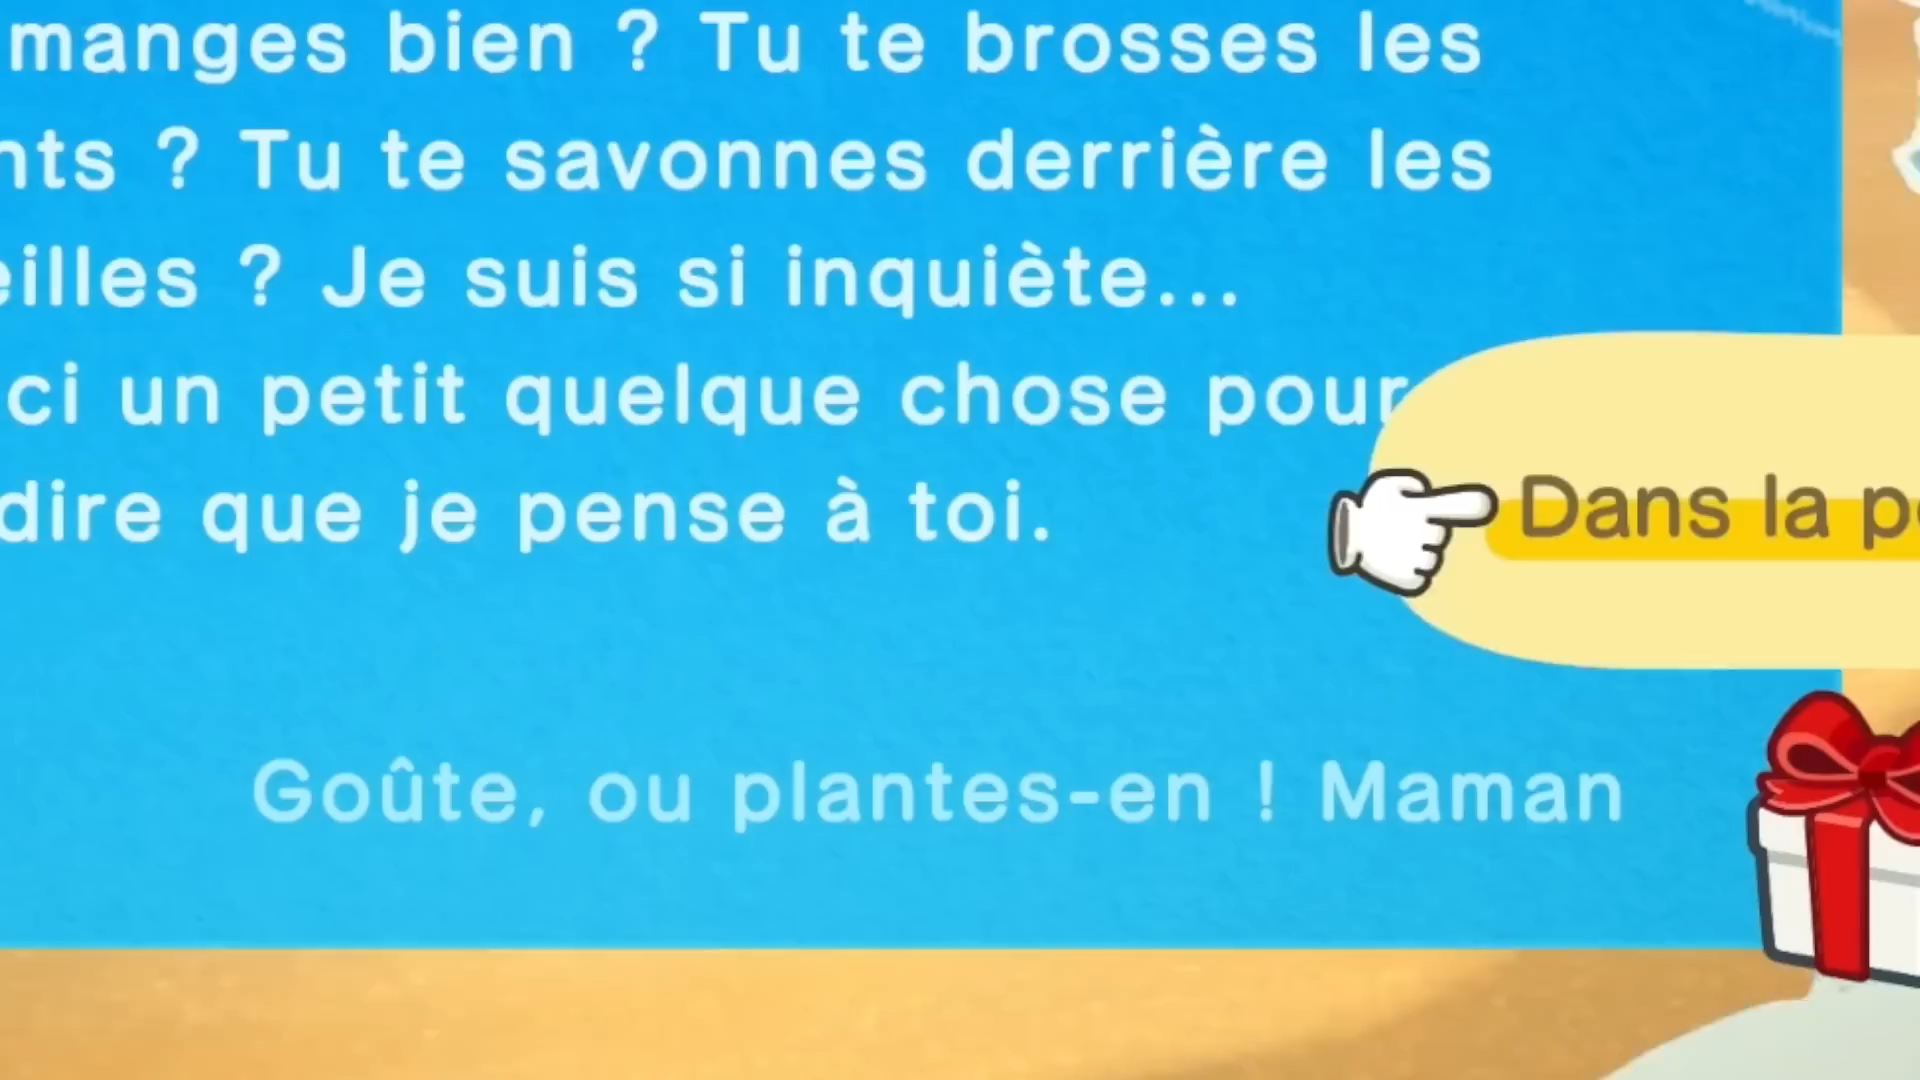 manges bien ? Tu te brosses les
nts ? Tu te savonnes derrière les
eilles ? Je suis si inquiète...
ci un petit quelque chose pour
dire que je pense à toi.
Dans la po
Goûte, ou plantes-en ! Maman